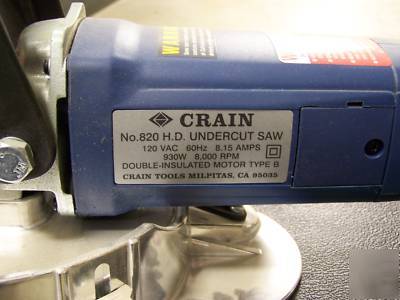 WARNING
CRAIN
No.820 H.D. UNDERCUT SAW
120 VAC 60Hz 8.15 AMPS
930W 8,000 RPM
DOUBLE-INSULATED MOTOR TYPE B
CRAIN TOOLS MILPITAS, CA 95035